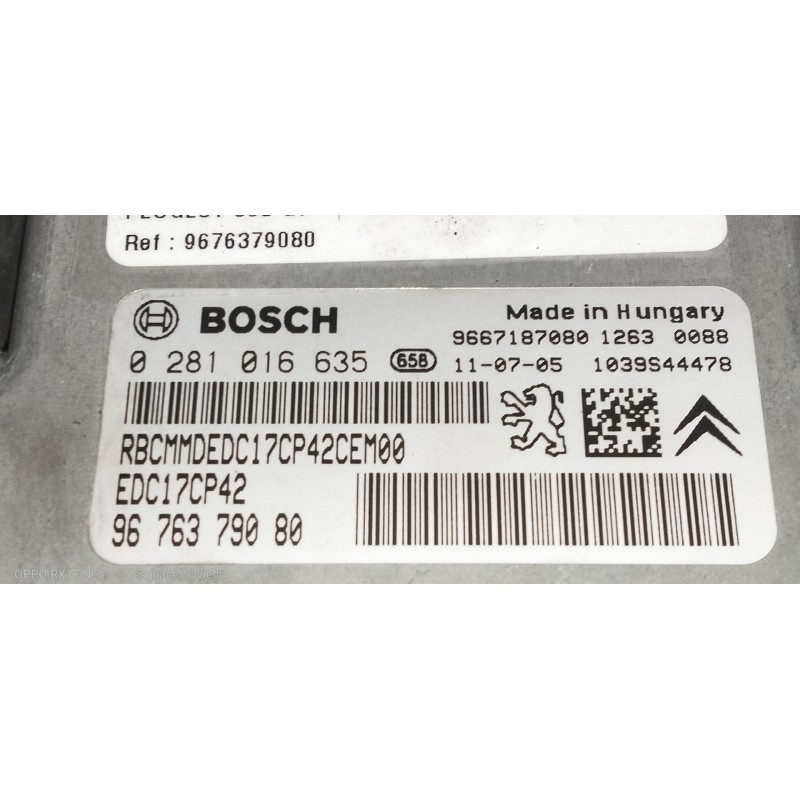 Ref : 9676379080
BOSCH
Made in Hungary
9667187080 1263 0088
0 281 016 635 658 11-07-05 1039S44478
RBCMMDEDC17CP42CEM00
EDC17CP42
96 763 790 80